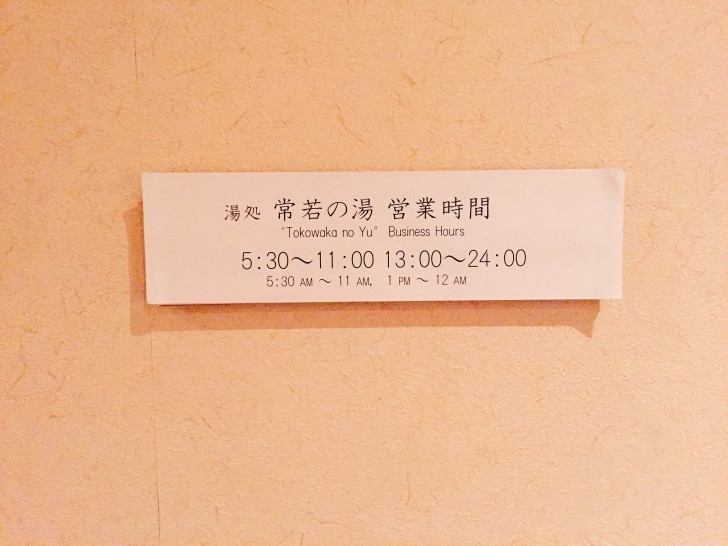 湯処 常若の湯 営業時間
"Tokowaka no Yu" Business Hours
5:30～11:00 13:00～24:00
5:30 AM ～ 11 AM. 1 PM ～ 12 AM